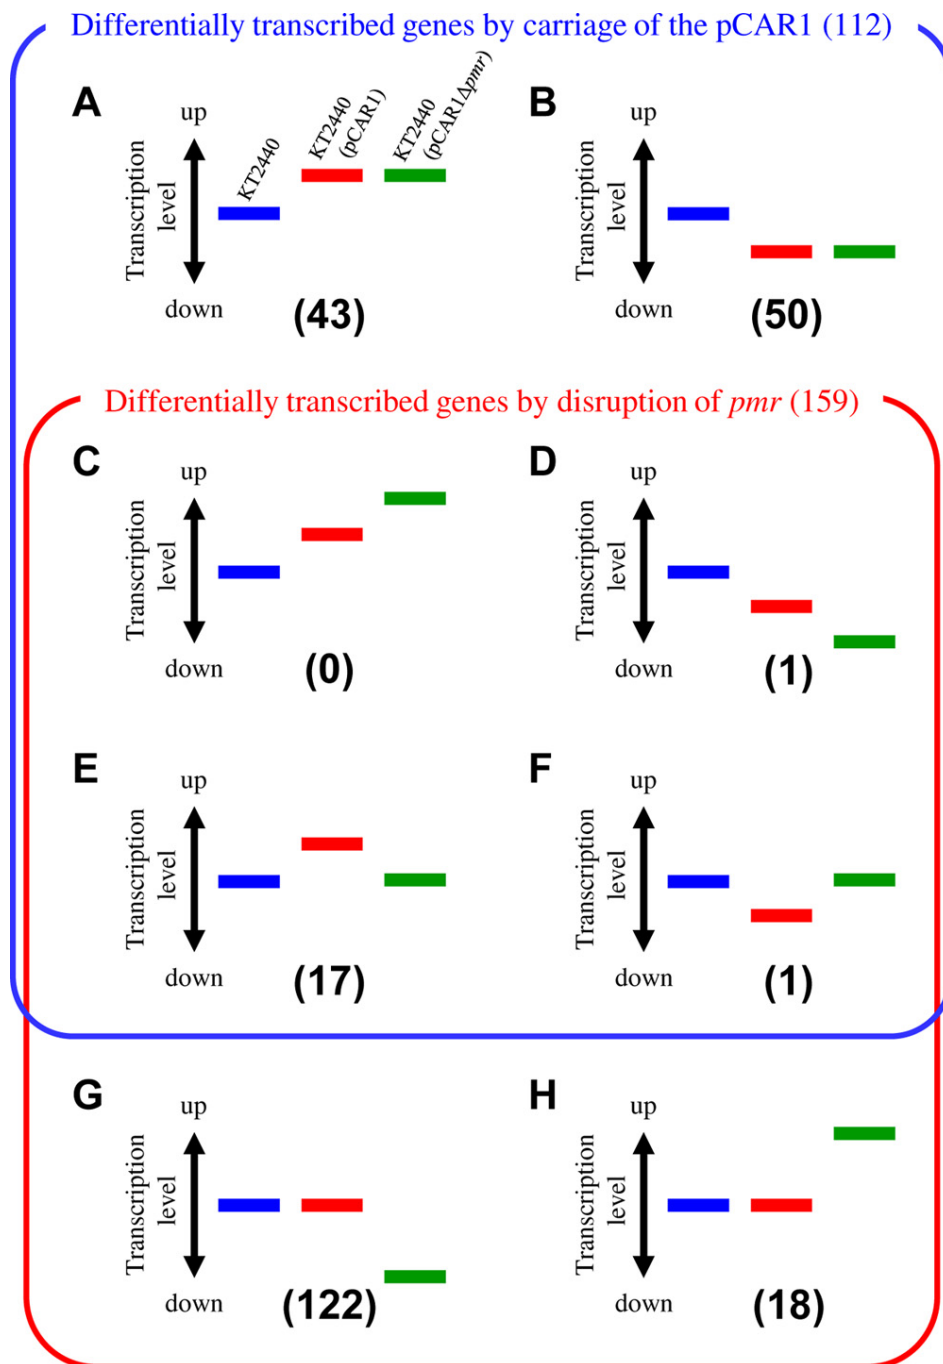 Differentially transcribed genes by carriage of the pCAR1 (112)
A
up
Transcription
level
down
KT2440
KT2440
(pCAR1)
KT2440
(pCAR1Δpmr)
(43)
B
up
Transcription
level
down
(50)
Differentially transcribed genes by disruption of pmr (159)
C
up
Transcription
level
down
(0)
D
up
Transcription
level
down
(1)
E
up
Transcription
level
down
(17)
F
up
Transcription
level
down
(1)
G
up
Transcription
level
down
(122)
H
up
Transcription
level
down
(18)